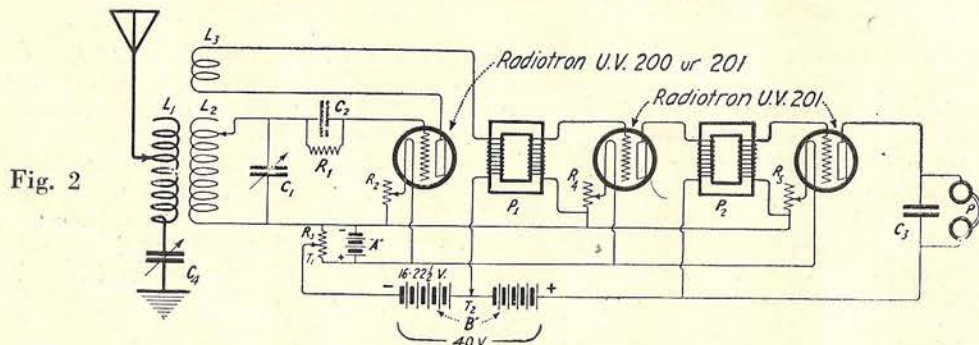 Fig. 2
L₃
Radiotron U.V. 200 or 201
Radiotron U.V. 201
L₁
L₂
C₂
R₁
C₁
R₂
P₁
R₄
P₂
R₅
C₃
P
C₄
R₃
T₁
- "A" +
16-22½ V.
- T₂ +
"B"
40 V.